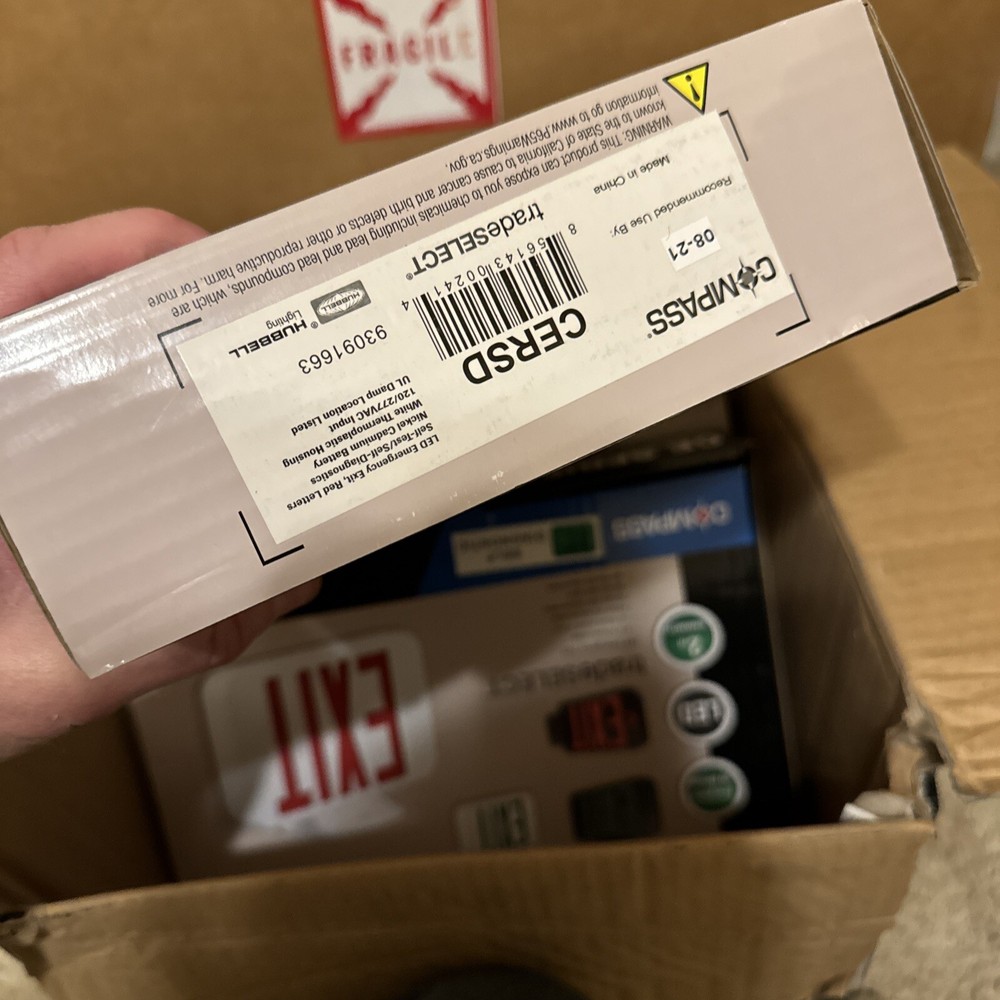 FRAGILE
WARNING: This product can expose you to chemicals including lead and lead compounds, which are
known to the State of California to cause cancer and birth defects or other reproductive harm. For more
information go to www.P65Warnings.ca.gov.
COMPASS®
Recommended Use By:
08-21
Made in China
CERSD
8 56143 00241 4
tradeSELECT®
93091663
HUBBELL®
Lighting
HUBBELL
LED Emergency Exit, Red Letters
Self-Test/Self-Diagnostics
Nickel Cadmium Battery
White Thermoplastic Housing
120/277VAC Input
UL Damp Location Listed
COMPASS
tradeSELECT
LED
EXIT
EXIT
EXIT